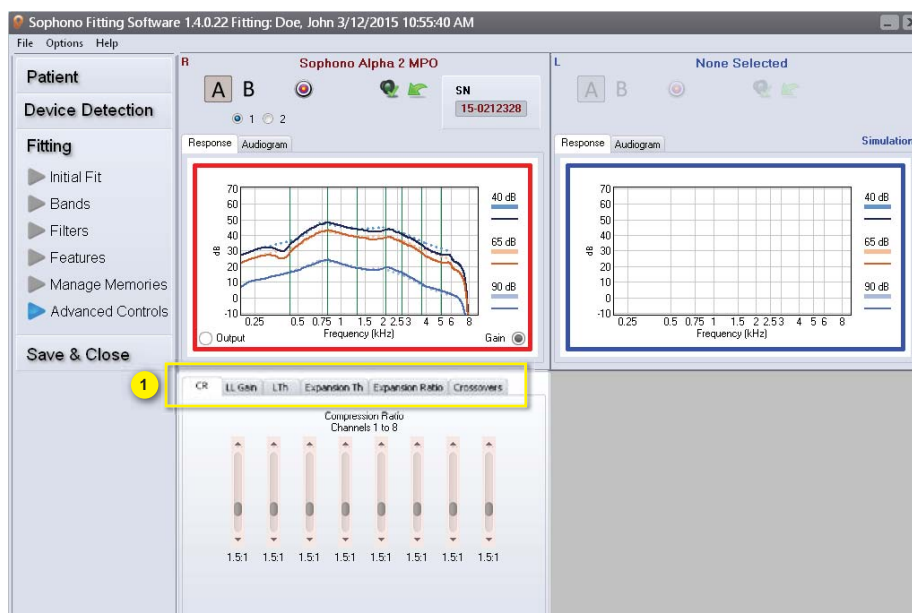 Sophono Fitting Software 1.4.0.22 Fitting: Doe, John 3/12/2015 10:55:40 AM
File Options Help
Patient
Device Detection
Fitting
Initial Fit
Bands
Filters
Features
Manage Memories
Advanced Controls
Save & Close
R
Sophono Alpha 2 MPO
A B
SN
15-0212328
1 2
Response Audiogram
70
60
50
40
30
20
10
0
-10
dB
40 dB
65 dB
90 dB
0.25 0.5 0.75 1 1.5 2 2.5 3 4 5 6 8
Frequency (kHz)
Output
Gain
L
None Selected
A B
Response Audiogram
Simulation
70
60
50
40
30
20
10
0
-10
dB
40 dB
65 dB
90 dB
0.25 0.5 0.75 1 1.5 2 2.5 3 4 5 6 8
Frequency (kHz)
1
CR LL Gain LTh Expansion Th Expansion Ratio Crossovers
Compression Ratio
Channels 1 to 8
1.5:1 1.5:1 1.5:1 1.5:1 1.5:1 1.5:1 1.5:1 1.5:1